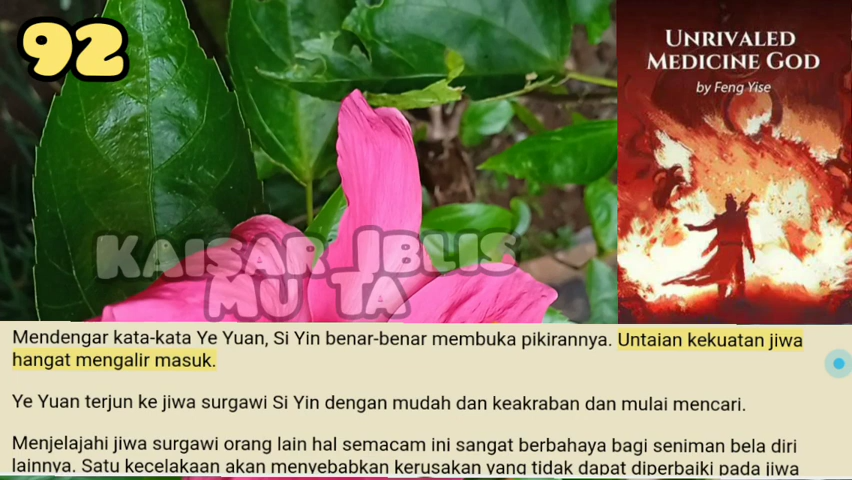 92
UNRIVALED
MEDICINE GOD
by Feng Yise
KAISAR IBLIS
MU TA
Mendengar kata-kata Ye Yuan, Si Yin benar-benar membuka pikirannya. Untaian kekuatan jiwa
hangat mengalir masuk.
Ye Yuan terjun ke jiwa surgawi Si Yin dengan mudah dan keakraban dan mulai mencari.
Menjelajahi jiwa surgawi orang lain hal semacam ini sangat berbahaya bagi seniman bela diri
lainnya. Satu kecelakaan akan menyebabkan kerusakan yang tidak dapat diperbaiki pada jiwa